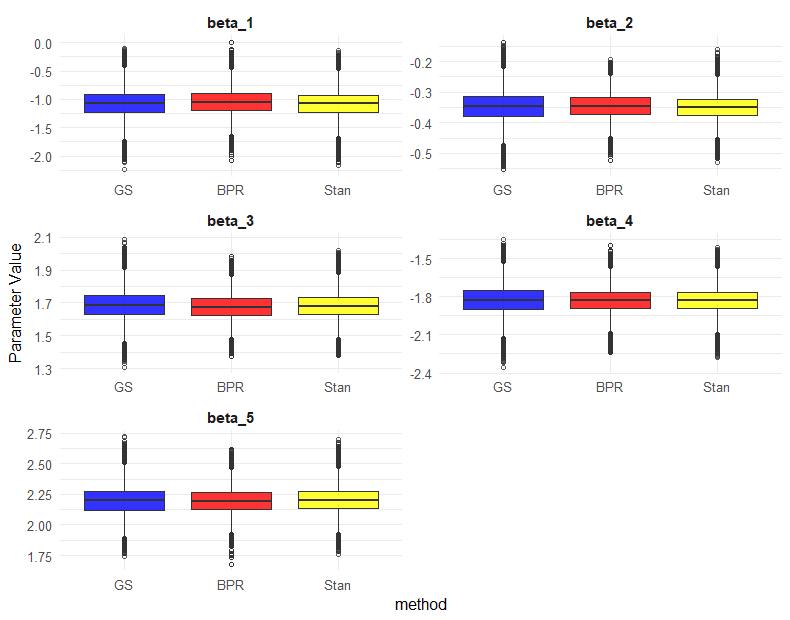 beta_1
0.0
-0.5
-1.0
-1.5
-2.0
GS BPR Stan
beta_2
-0.2
-0.3
-0.4
-0.5
GS BPR Stan
beta_3
2.1
1.9
1.7
1.5
1.3
GS BPR Stan
beta_4
-1.5
-1.8
-2.1
-2.4
GS BPR Stan
beta_5
2.75
2.50
2.25
2.00
1.75
GS BPR Stan
Parameter Value
method